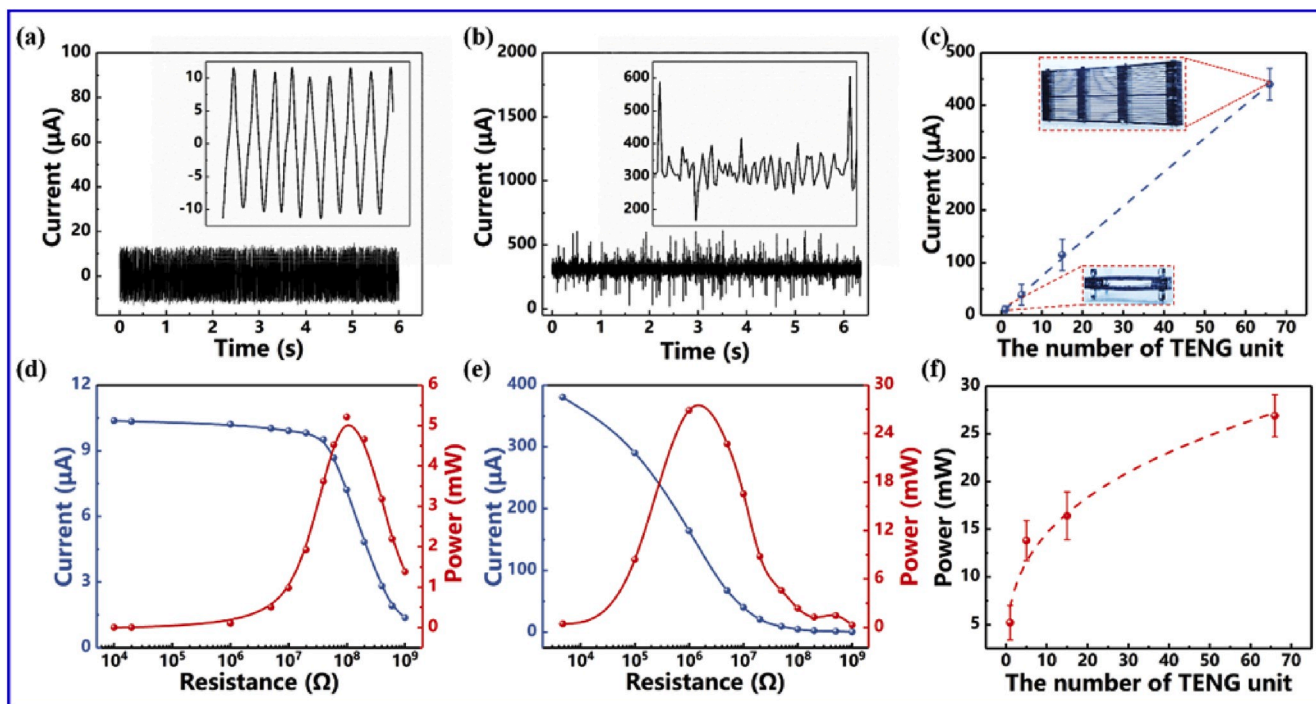 (a)
100
80
60
40
20
0
Current (μA)
10
5
0
-5
-10
0 1 2 3 4 5 6
Time (s)
(b)
2000
1750
1500
1250
1000
750
500
250
0
Current (μA)
600
500
400
300
200
0 1 2 3 4 5 6
Time (s)
(c)
500
400
300
200
100
0
Current (μA)
0 10 20 30 40 50 60 70
The number of TENG unit
(d)
12
9
6
3
0
Current (μA)
6
5
4
3
2
1
0
Power (mW)
10⁴ 10⁵ 10⁶ 10⁷ 10⁸ 10⁹
Resistance (Ω)
(e)
400
300
200
100
0
Current (μA)
30
24
18
12
6
0
Power (mW)
10⁴ 10⁵ 10⁶ 10⁷ 10⁸ 10⁹
Resistance (Ω)
(f)
30
25
20
15
10
5
Power (mW)
0 10 20 30 40 50 60 70
The number of TENG unit